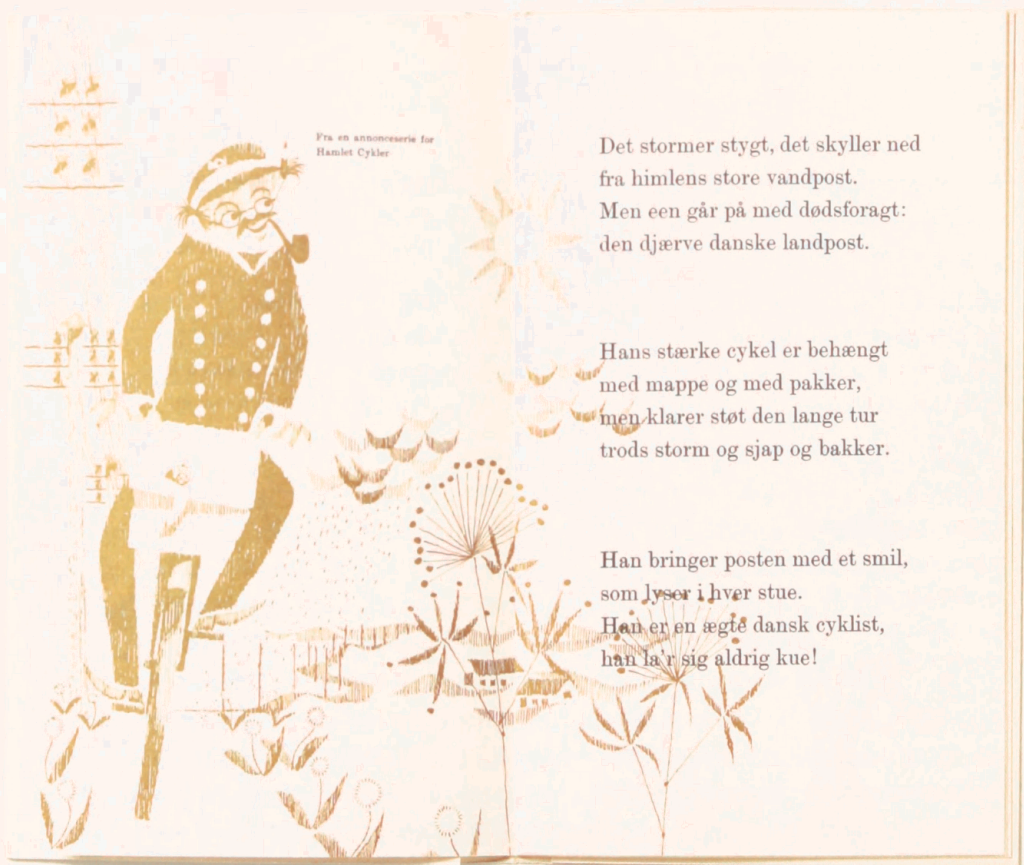 Fra en annonceserie for
Hamlet Cykler
Det stormer stygt, det skyller ned
fra himlens store vandpost.
Men een går på med dødsforagt:
den djærve danske landpost.
Hans stærke cykel er behængt
med mappe og med pakker,
men klarer støt den lange tur
trods storm og sjap og bakker.
Han bringer posten med et smil,
som lyser i hver stue.
Han er en ægte dansk cyklist,
han la'r sig aldrig kue!